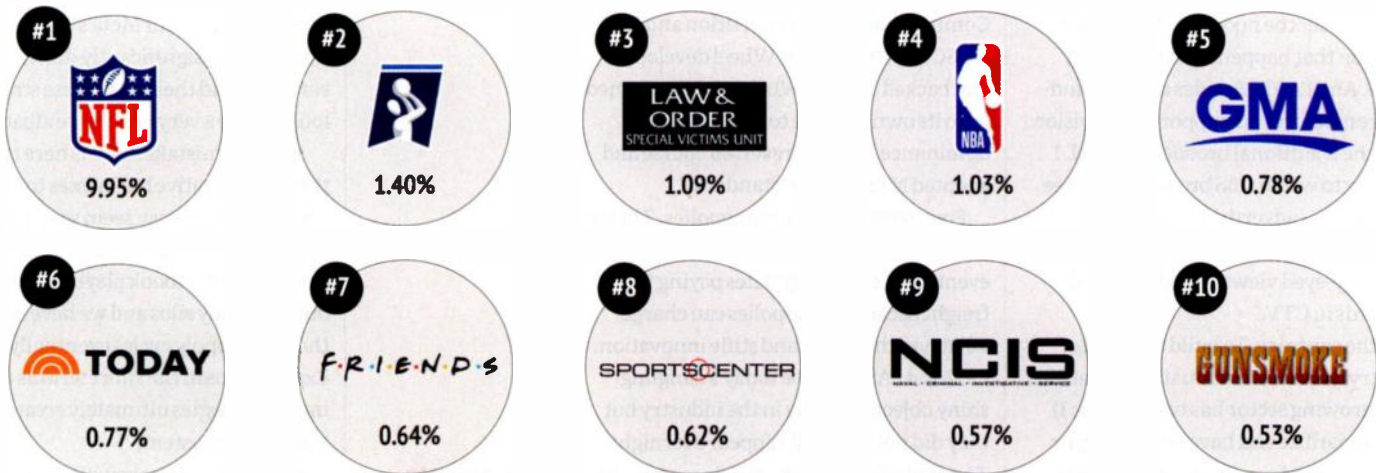 #1
NFL
9.95%
#2
1.40%
#3
LAW &
ORDER
SPECIAL VICTIMS UNIT
1.09%
#4
NBA
1.03%
#5
GMA
0.78%
#6
TODAY
0.77%
#7
F·R·I·E·N·D·S
0.64%
#8
SPORTSCENTER
0.62%
#9
NCIS
NAVAL • CRIMINAL • INVESTIGATIVE • SERVICE
0.57%
#10
GUNSMOKE
0.53%